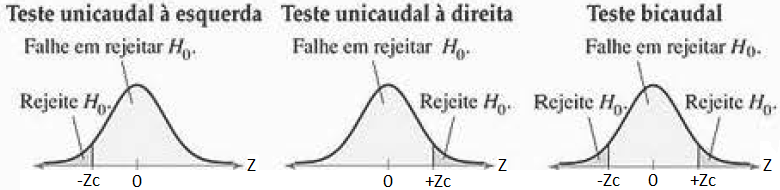 Teste unicaudal à esquerda
Falhe em rejeitar H₀.
Rejeite H₀.
-Zc
0
Z
Teste unicaudal à direita
Falhe em rejeitar H₀.
Rejeite H₀.
0
+Zc
Z
Teste bicaudal
Falhe em rejeitar H₀.
Rejeite H₀.
Rejeite H₀.
-Zc
0
+Zc
Z